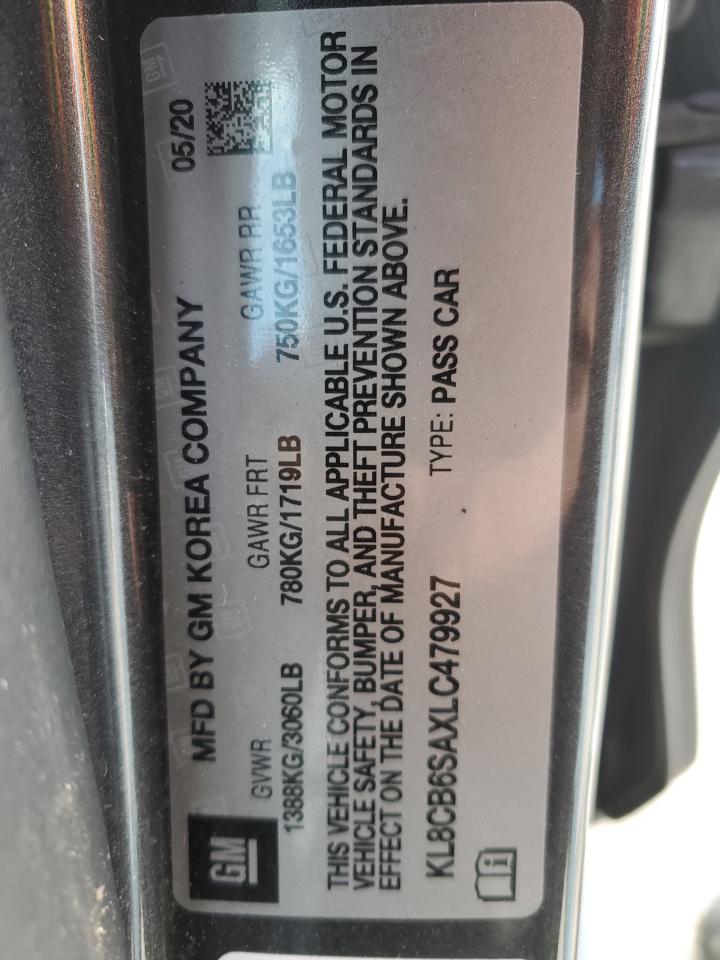 GM
MFD BY GM KOREA COMPANY 05/20
GVWR GAWR FRT GAWR RR
1388KG/3060LB 780KG/1719LB 750KG/1653LB
THIS VEHICLE CONFORMS TO ALL APPLICABLE U.S. FEDERAL MOTOR
VEHICLE SAFETY, BUMPER, AND THEFT PREVENTION STANDARDS IN
EFFECT ON THE DATE OF MANUFACTURE SHOWN ABOVE.
KL8CB6SAXLC479927 TYPE: PASS CAR